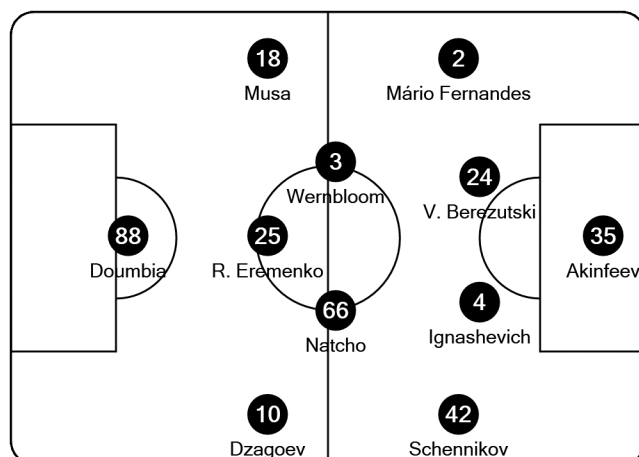 18
Musa
2
Mário Fernandes
3
Wernbloom
24
V. Berezutski
88
Doumbia
25
R. Eremenko
35
Akinfeev
66
Natcho
4
Ignashevich
10
Dzagoev
42
Schennikov